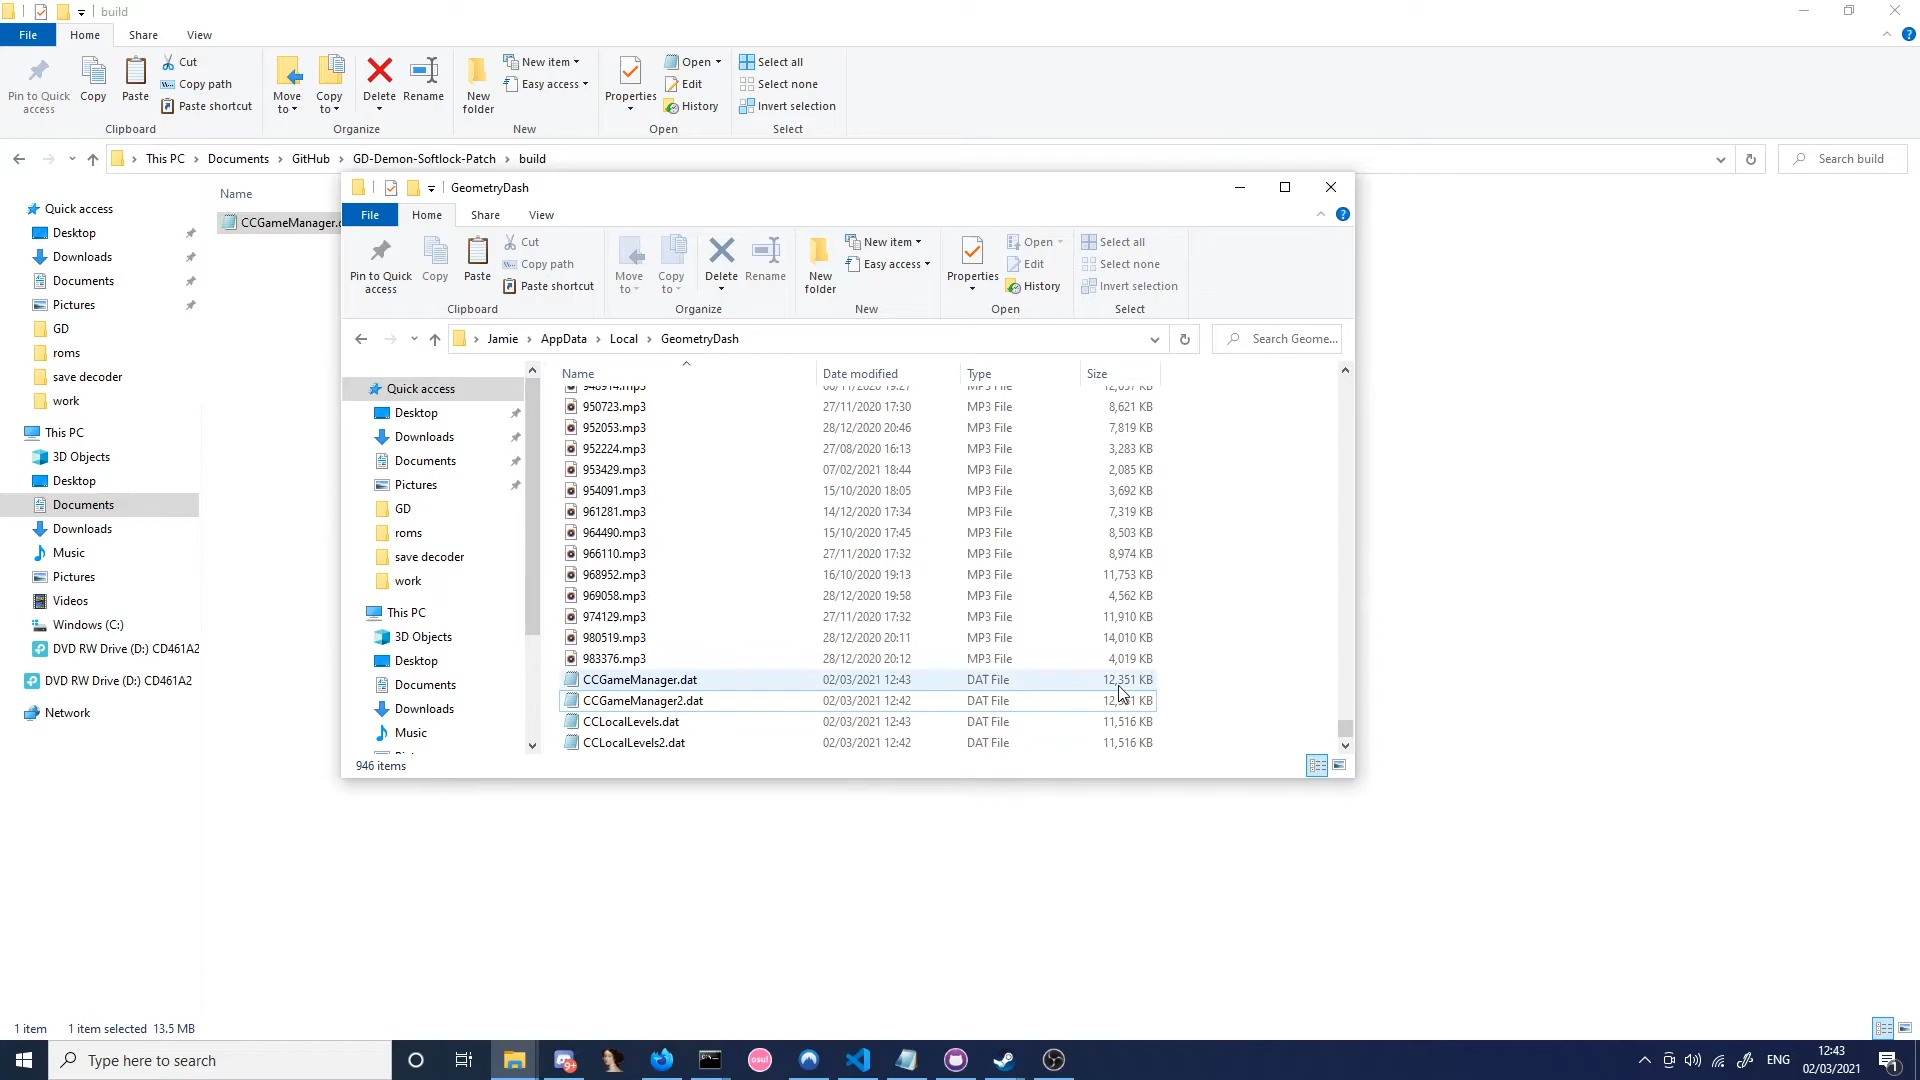 build
File Home Share View
Pin to Quick access
Copy
Paste
Cut
Copy path
Paste shortcut
Clipboard
Move to
Copy to
Delete
Rename
Organize
New folder
New item
Easy access
New
Properties
Open
Edit
History
Open
Select all
Select none
Invert selection
Select
This PC Documents GitHub GD-Demon-Softlock-Patch build
Search build
Quick access
Desktop
Downloads
Documents
Pictures
GD
roms
save decoder
work
This PC
3D Objects
Desktop
Documents
Downloads
Music
Pictures
Videos
Windows (C:)
DVD RW Drive (D:) CD461A2
DVD RW Drive (D:) CD461A2
Network
Name
1 item 1 item selected 13.5 MB
GeometryDash
File Home Share View
Pin to Quick access
Copy
Paste
Cut
Copy path
Paste shortcut
Clipboard
Move to
Copy to
Delete
Rename
Organize
New folder
New item
Easy access
New
Properties
Open
Edit
History
Open
Select all
Select none
Invert selection
Select
Jamie AppData Local GeometryDash
Search Geome...
Quick access
Desktop
Downloads
Documents
Pictures
GD
roms
save decoder
work
This PC
3D Objects
Desktop
Documents
Downloads
Music
Name Date modified Type Size
950723.mp3 27/11/2020 17:30 MP3 File 8,621 KB
952053.mp3 28/12/2020 20:46 MP3 File 7,819 KB
952224.mp3 27/08/2020 16:13 MP3 File 3,283 KB
953429.mp3 07/02/2021 18:44 MP3 File 2,085 KB
954091.mp3 15/10/2020 18:05 MP3 File 3,692 KB
961281.mp3 14/12/2020 17:34 MP3 File 7,319 KB
964490.mp3 15/10/2020 17:45 MP3 File 8,503 KB
966110.mp3 27/11/2020 17:32 MP3 File 8,974 KB
968952.mp3 16/10/2020 19:13 MP3 File 11,753 KB
969058.mp3 28/12/2020 19:58 MP3 File 4,562 KB
974129.mp3 27/11/2020 17:32 MP3 File 11,910 KB
980519.mp3 28/12/2020 20:11 MP3 File 14,010 KB
983376.mp3 28/12/2020 20:12 MP3 File 4,019 KB
CCGameManager.dat 02/03/2021 12:43 DAT File 12,351 KB
CCGameManager2.dat 02/03/2021 12:42 DAT File KB
CCLocalLevels.dat 02/03/2021 12:43 DAT File 11,516 KB
CCLocalLevels2.dat 02/03/2021 12:42 DAT File 11,516 KB
946 items
Type here to search
osu!
ENG
12:43
02/03/2021
1